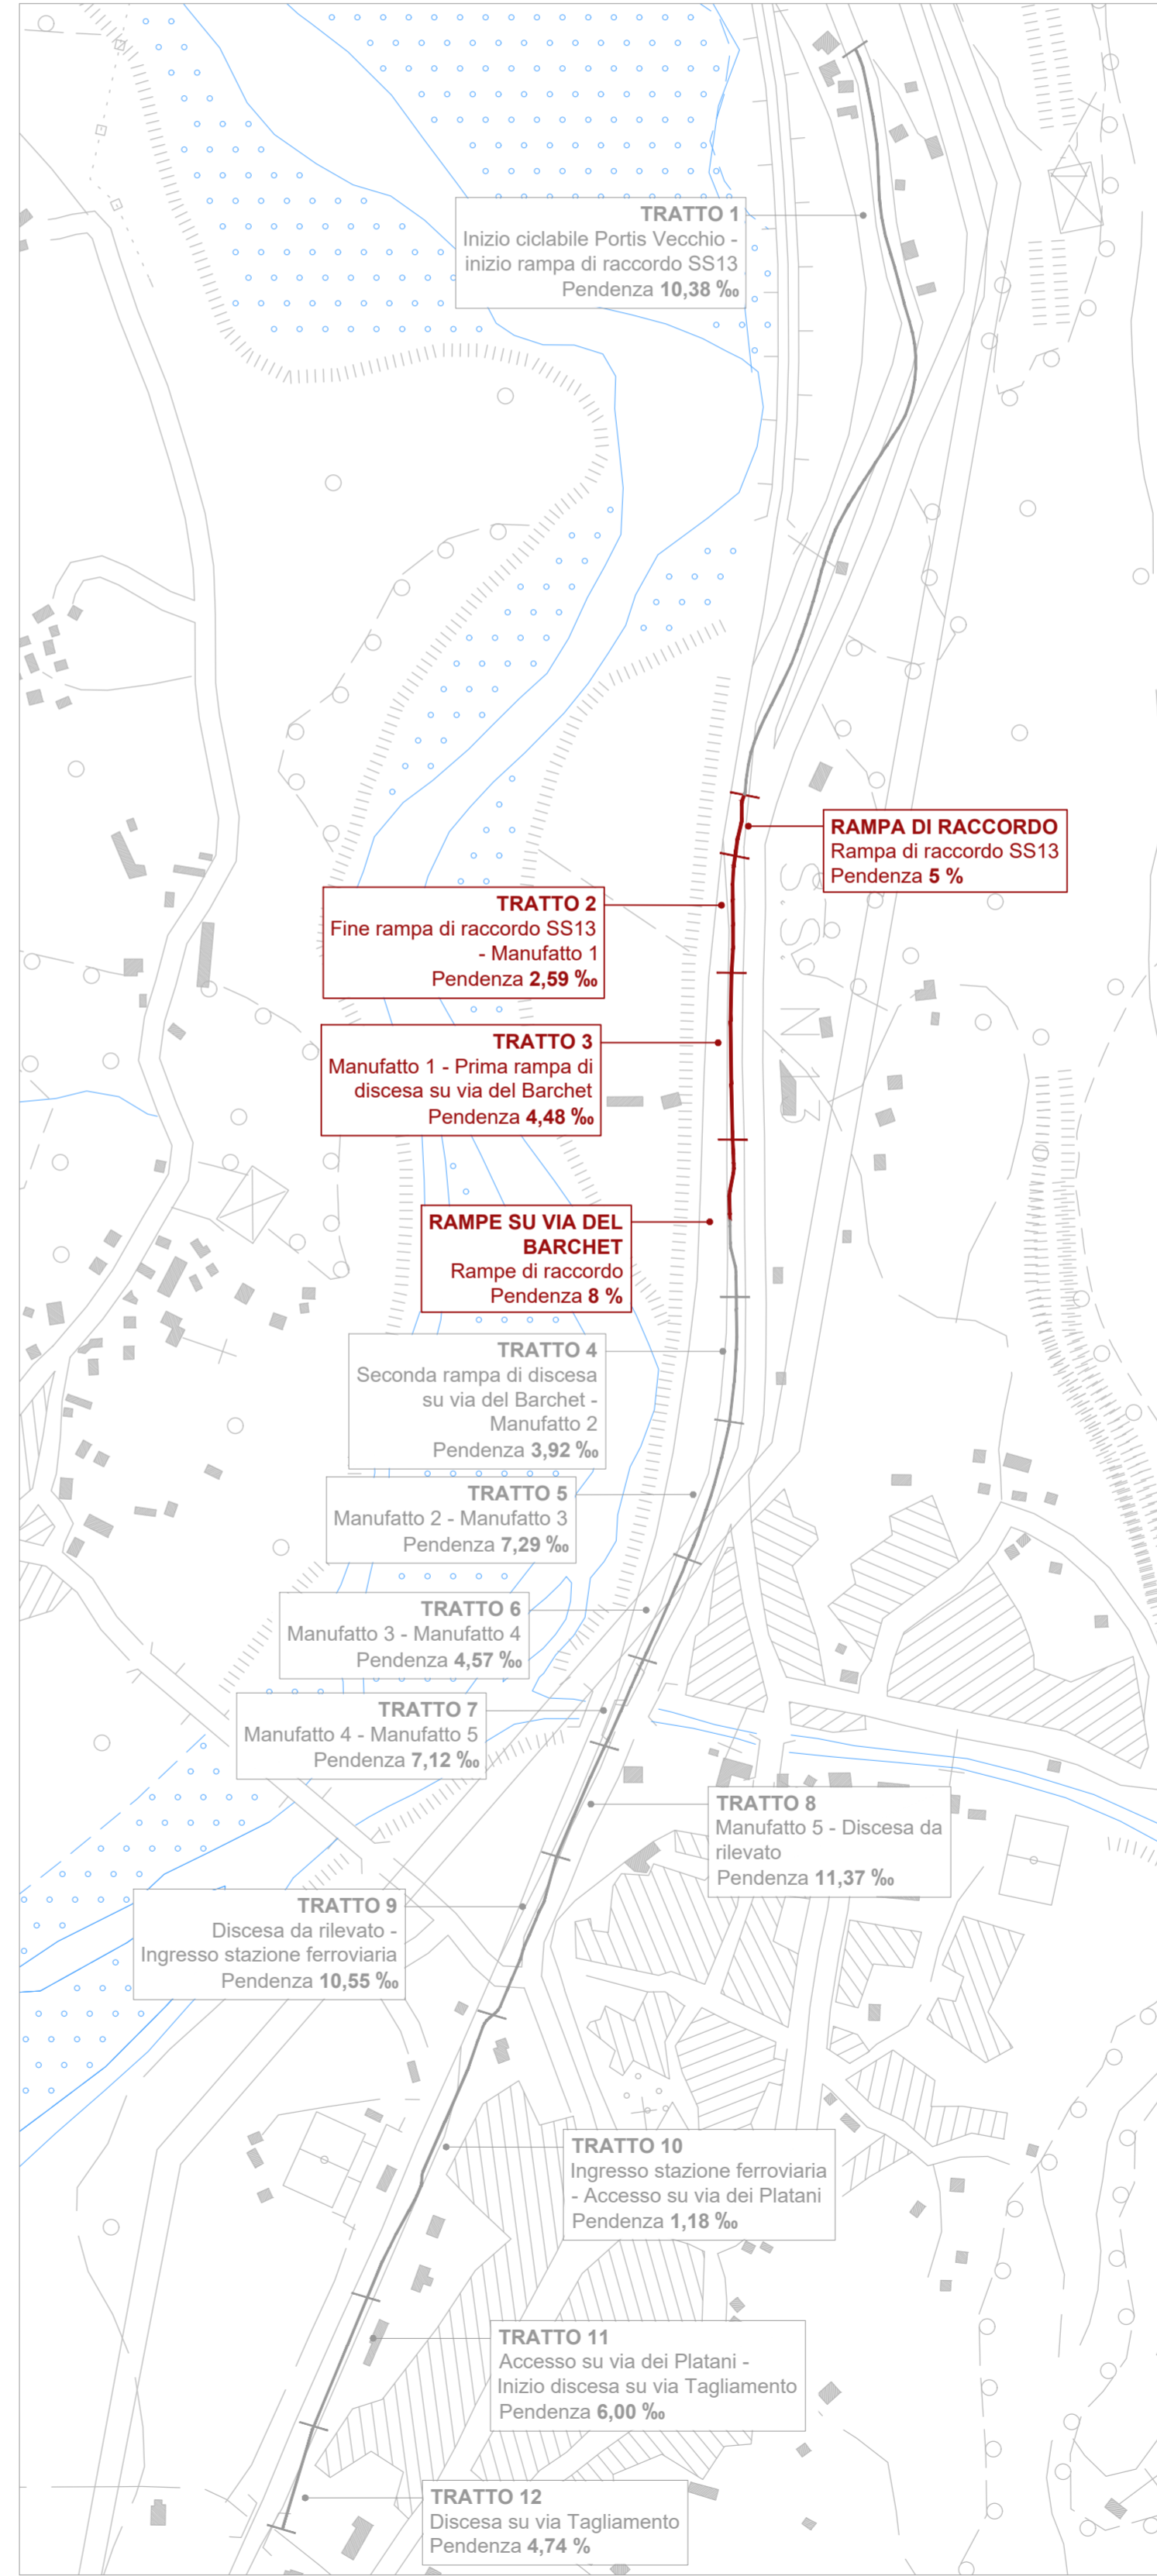 TRATTO 1
Inizio ciclabile Portis Vecchio -
inizio rampa di raccordo SS13
Pendenza 10,38 ‰
RAMPA DI RACCORDO
Rampa di raccordo SS13
Pendenza 5 %
TRATTO 2
Fine rampa di raccordo SS13
- Manufatto 1
Pendenza 2,59 ‰
TRATTO 3
Manufatto 1 - Prima rampa di
discesa su via del Barchet
Pendenza 4,48 ‰
RAMPE SU VIA DEL
BARCHET
Rampe di raccordo
Pendenza 8 %
TRATTO 4
Seconda rampa di discesa
su via del Barchet -
Manufatto 2
Pendenza 3,92 ‰
TRATTO 5
Manufatto 2 - Manufatto 3
Pendenza 7,29 ‰
TRATTO 6
Manufatto 3 - Manufatto 4
Pendenza 4,57 ‰
TRATTO 7
Manufatto 4 - Manufatto 5
Pendenza 7,12 ‰
TRATTO 8
Manufatto 5 - Discesa da
rilevato
Pendenza 11,37 ‰
TRATTO 9
Discesa da rilevato -
Ingresso stazione ferroviaria
Pendenza 10,55 ‰
TRATTO 10
Ingresso stazione ferroviaria
- Accesso su via dei Platani
Pendenza 1,18 ‰
TRATTO 11
Accesso su via dei Platani -
Inizio discesa su via Tagliamento
Pendenza 6,00 ‰
TRATTO 12
Discesa su via Tagliamento
Pendenza 4,74 %